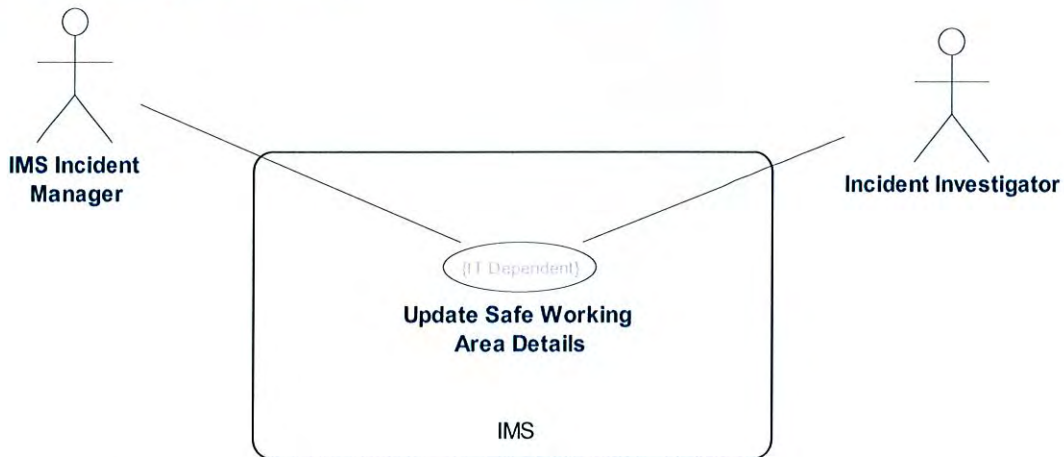 IMS Incident
Manager
Incident Investigator
{IT Dependent}
Update Safe Working
Area Details
IMS